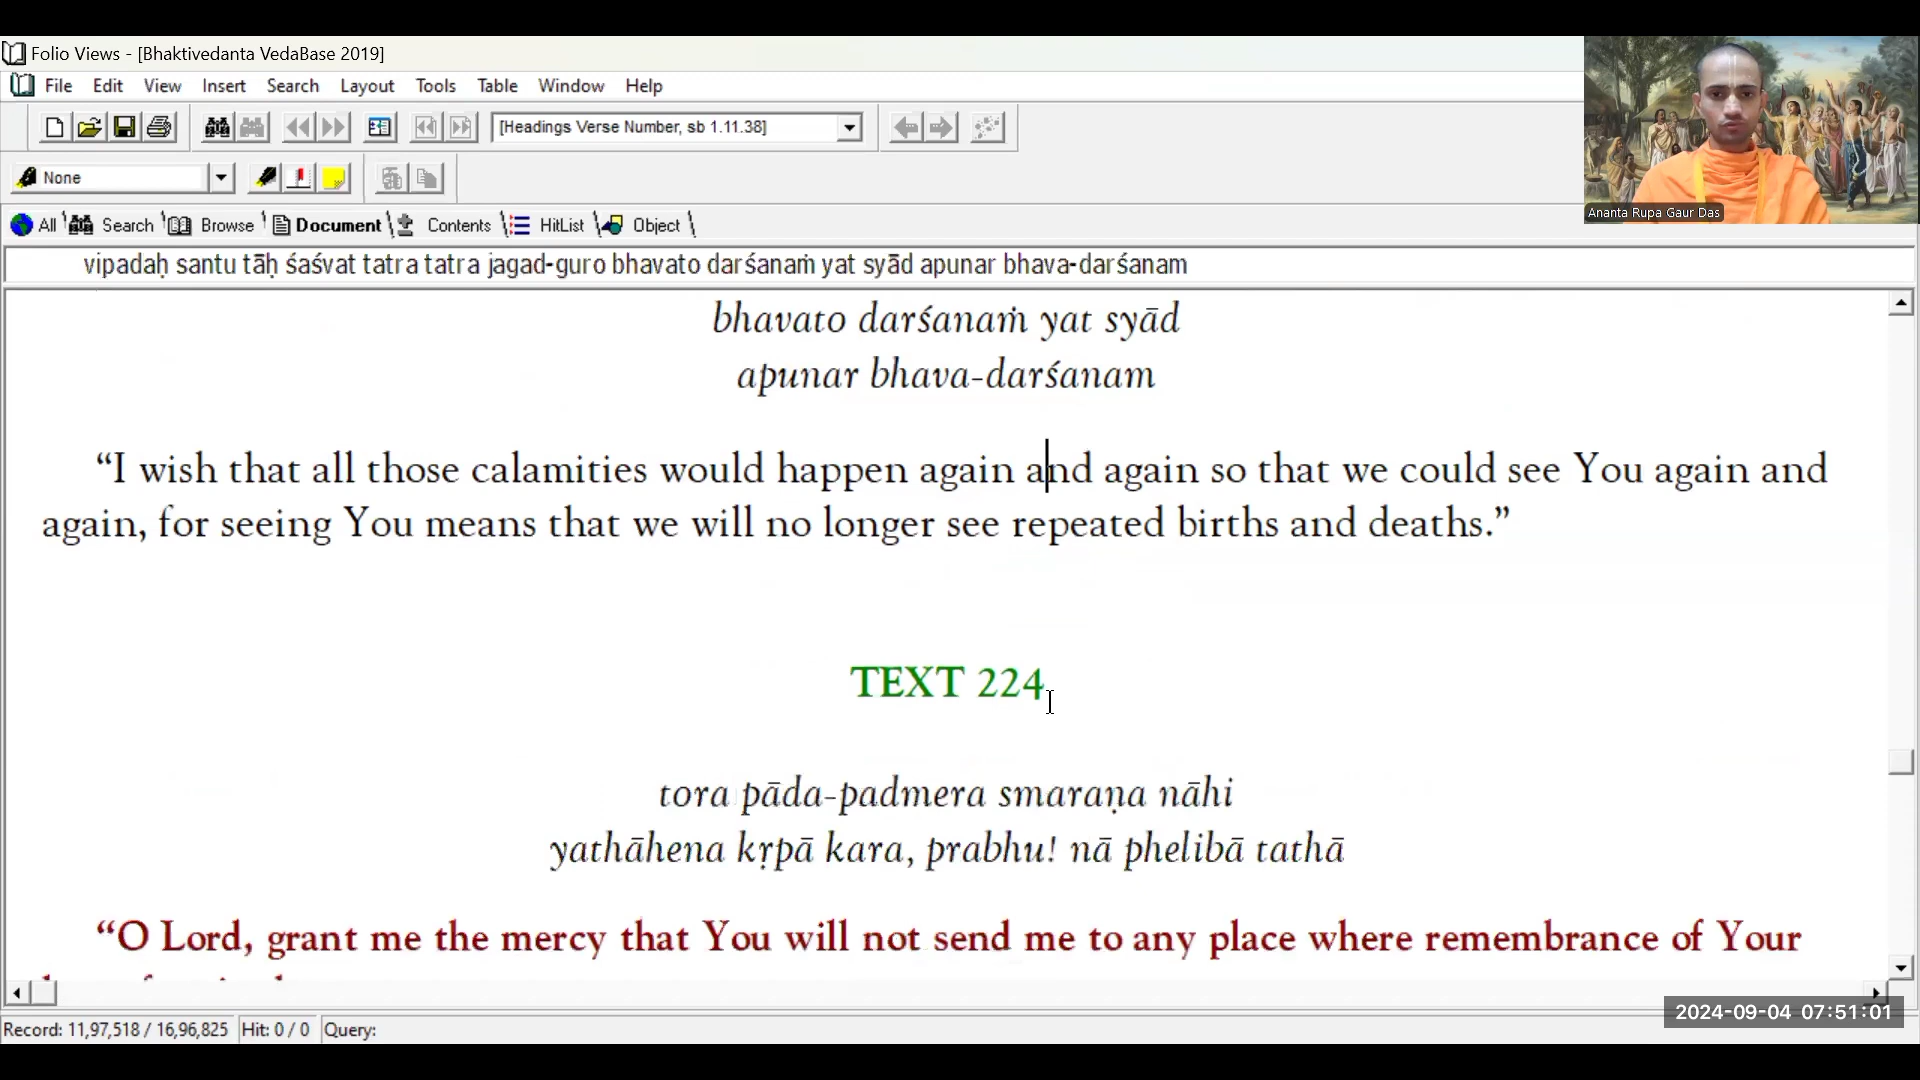 Folio Views - [Bhaktivedanta VedaBase 2019]
File Edit View Insert Search Layout Tools Table Window Help
[Headings Verse Number, sb 1.11.38]
None
All Search Browse Document Contents HitList Object
vipadaḥ santu tāḥ śaśvat tatra tatra jagad-guro bhavato darśanaṁ yat syād apunar bhava-darśanam
bhavato darśanaṁ yat syād
apunar bhava-darśanam
“I wish that all those calamities would happen again and again so that we could see You again and
again, for seeing You means that we will no longer see repeated births and deaths.”
TEXT 224
tora pāda-padmera smaraṇa nāhi
yathāhena kṛpā kara, prabhu! nā phelibā tathā
“O Lord, grant me the mercy that You will not send me to any place where remembrance of Your
Record: 11,97,518 / 16,96,825 Hit: 0 / 0 Query:
Ananta Rupa Gaur Das
2024-09-04 07:51:01